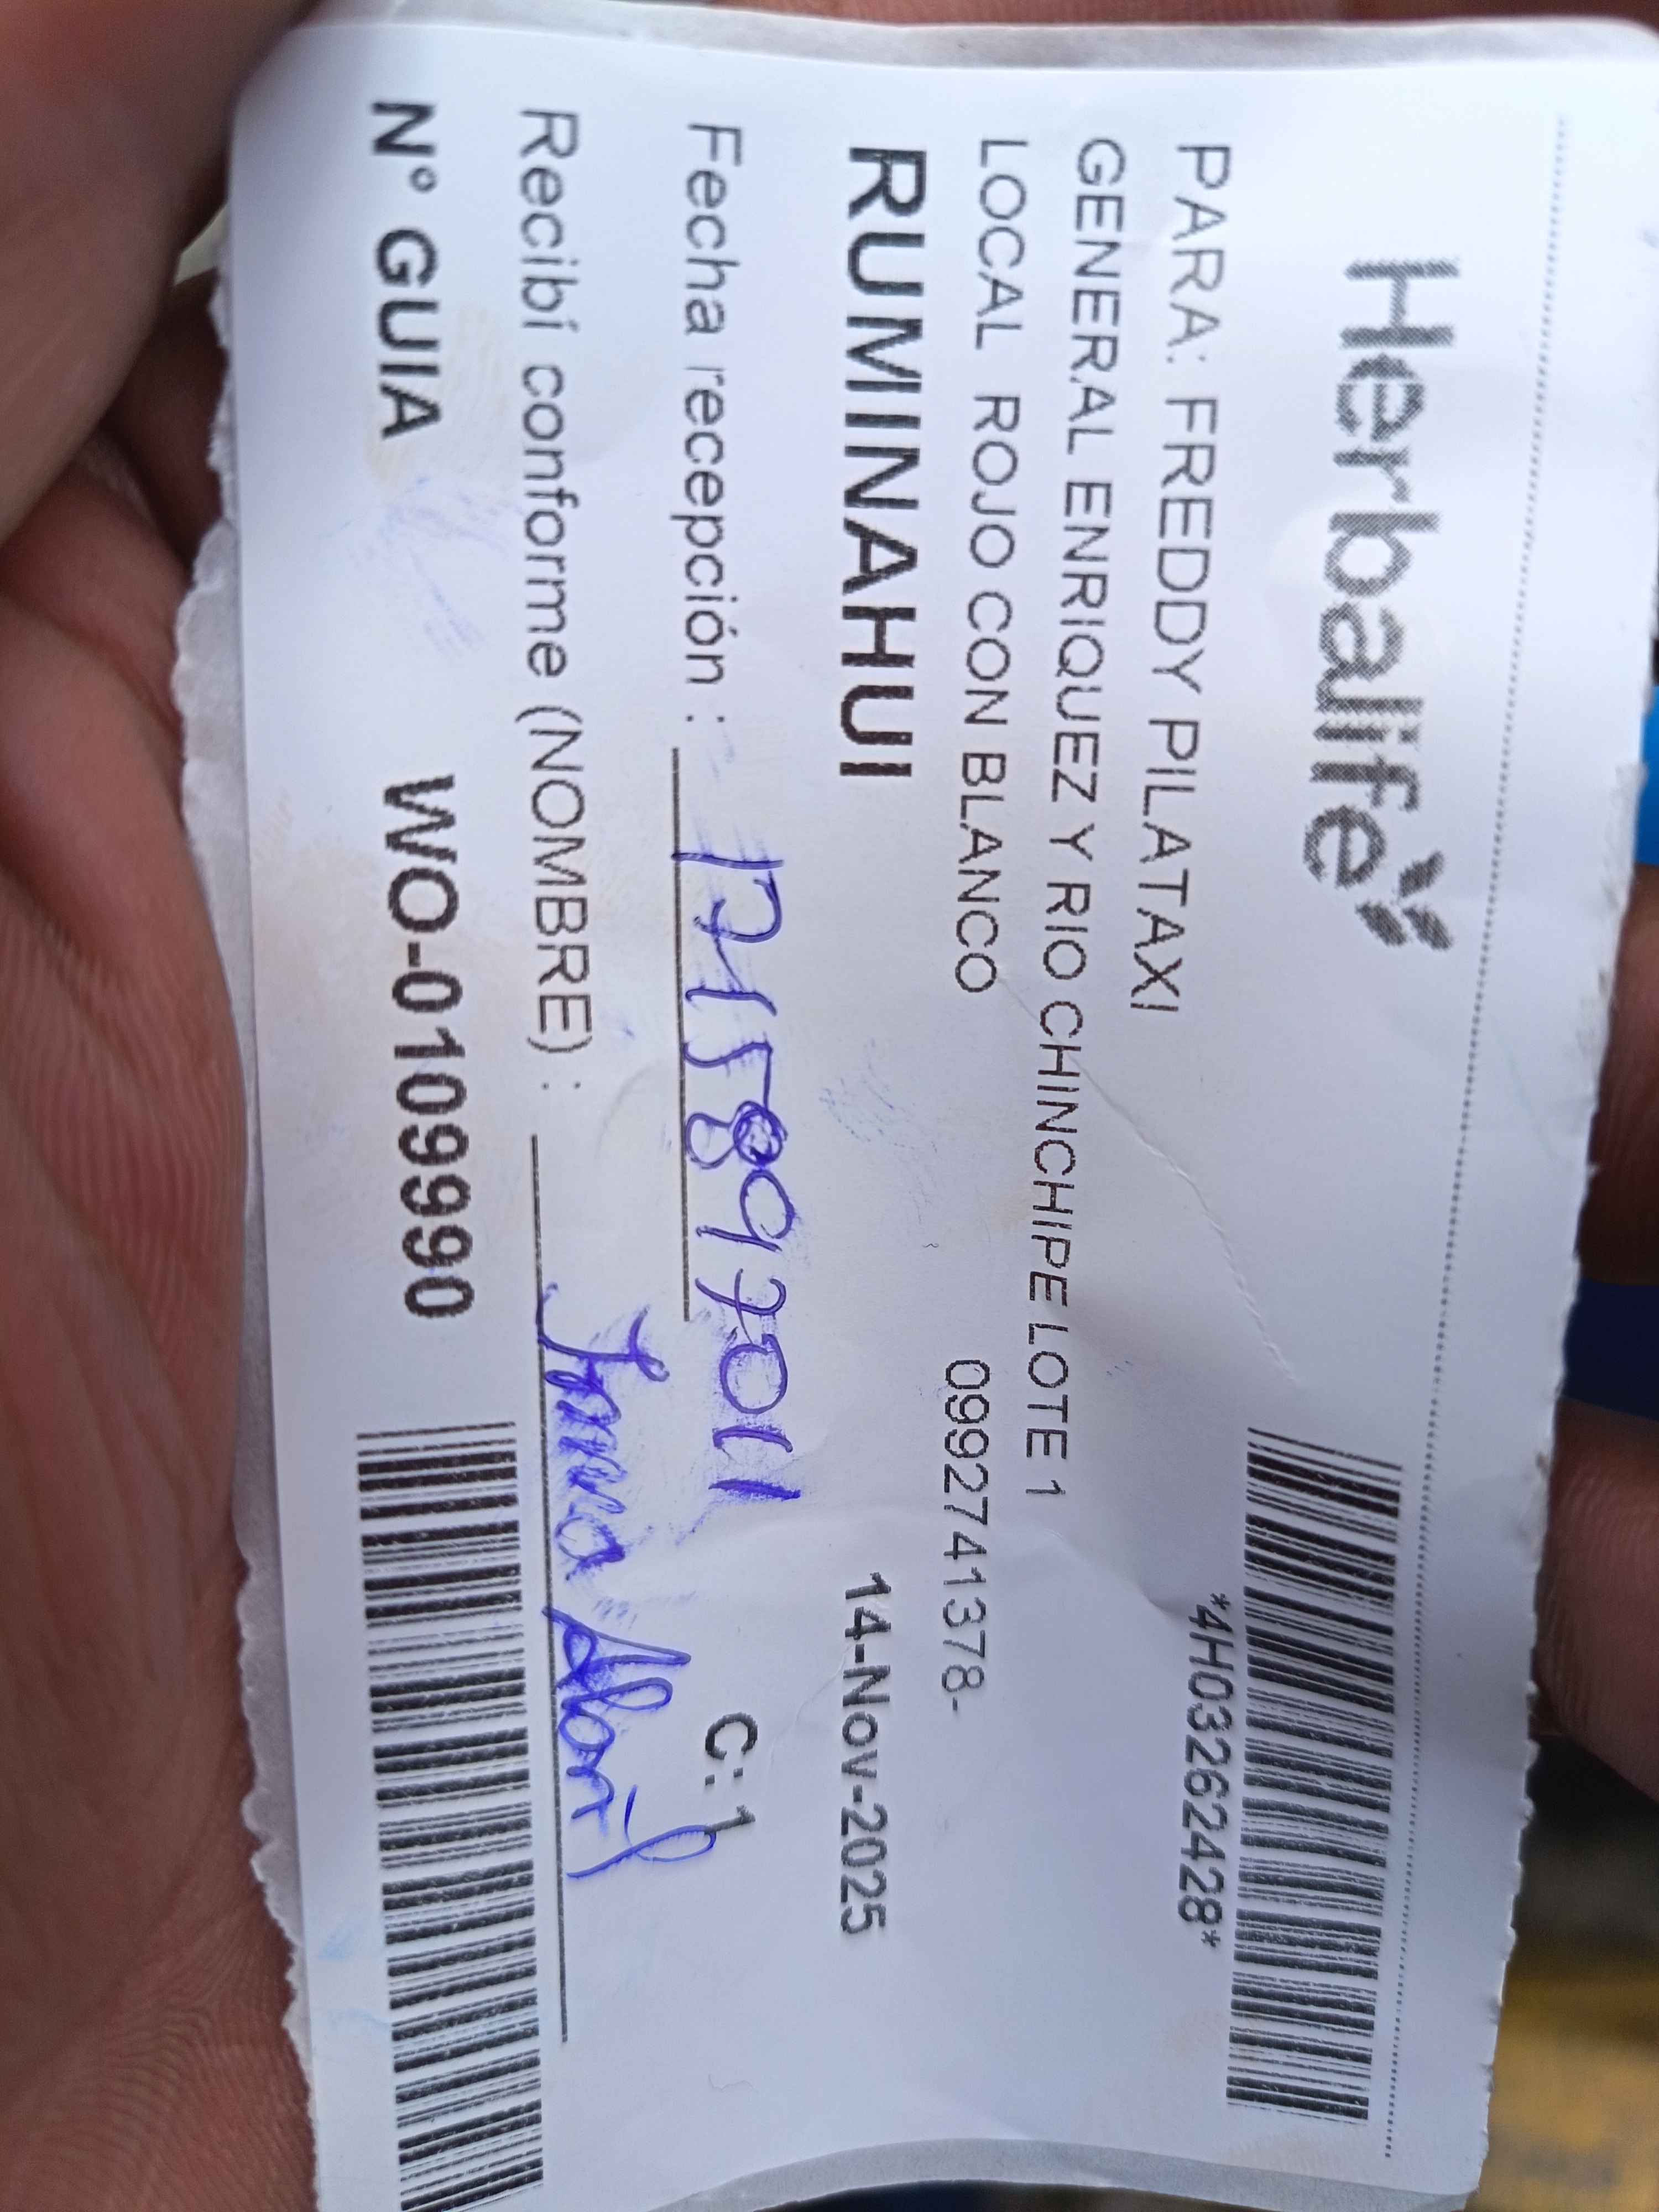 Herbalife
*4H03262428*
PARA: FREDDY PILATAXI
GENERAL ENRIQUEZ Y RIO CHINCHIPE LOTE 1
LOCAL ROJO CON BLANCO 0992741378-
RUMINAHUI 14-Nov-2025
Fecha recepción : C: 1
Recibí conforme (NOMBRE) :
N° GUIA WO-0109990